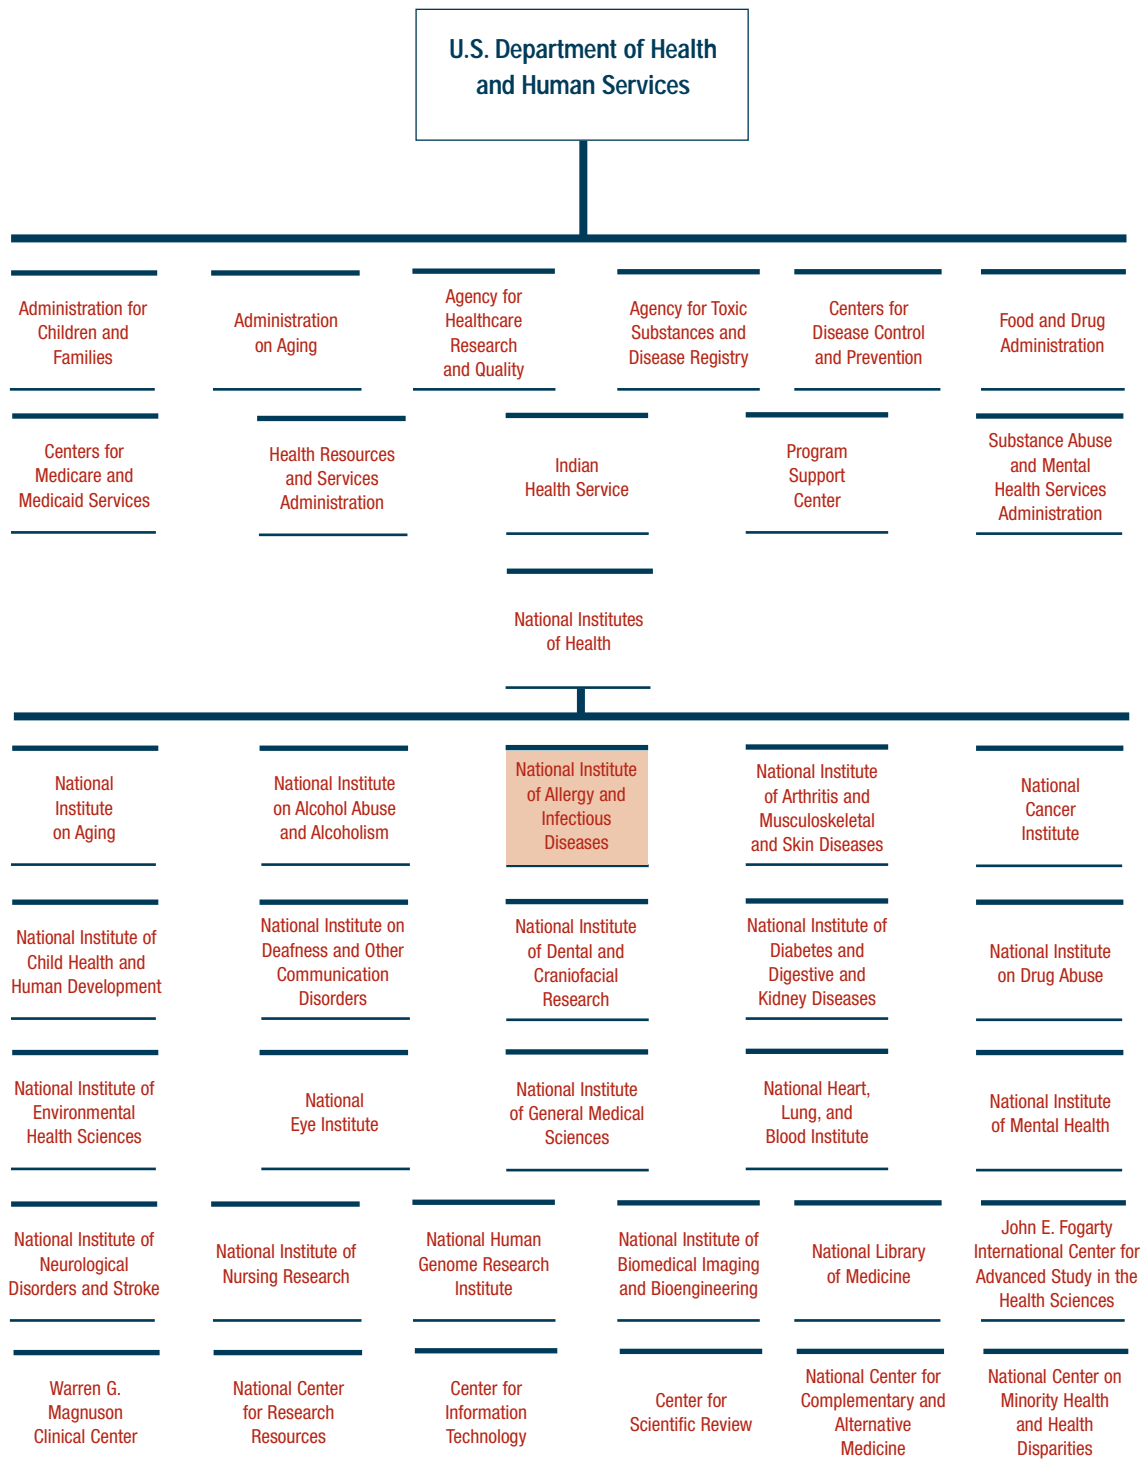 U.S. Department of Health
and Human Services
Administration for
Children and
Families
Administration
on Aging
Agency for
Healthcare
Research
and Quality
Agency for Toxic
Substances and
Disease Registry
Centers for
Disease Control
and Prevention
Food and Drug
Administration
Centers for
Medicare and
Medicaid Services
Health Resources
and Services
Administration
Indian
Health Service
Program
Support
Center
Substance Abuse
and Mental
Health Services
Administration
National Institutes
of Health
National
Institute
on Aging
National Institute
on Alcohol Abuse
and Alcoholism
National Institute
of Allergy and
Infectious
Diseases
National Institute
of Arthritis and
Musculoskeletal
and Skin Diseases
National
Cancer
Institute
National Institute of
Child Health and
Human Development
National Institute on
Deafness and Other
Communication
Disorders
National Institute
of Dental and
Craniofacial
Research
National Institute of
Diabetes and
Digestive and
Kidney Diseases
National Institute
on Drug Abuse
National Institute of
Environmental
Health Sciences
National
Eye Institute
National Institute
of General Medical
Sciences
National Heart,
Lung, and
Blood Institute
National Institute
of Mental Health
National Institute of
Neurological
Disorders and Stroke
National Institute of
Nursing Research
National Human
Genome Research
Institute
National Institute of
Biomedical Imaging
and Bioengineering
National Library
of Medicine
John E. Fogarty
International Center for
Advanced Study in the
Health Sciences
Warren G.
Magnuson
Clinical Center
National Center
for Research
Resources
Center for
Information
Technology
Center for
Scientific Review
National Center for
Complementary and
Alternative
Medicine
National Center on
Minority Health
and Health
Disparities